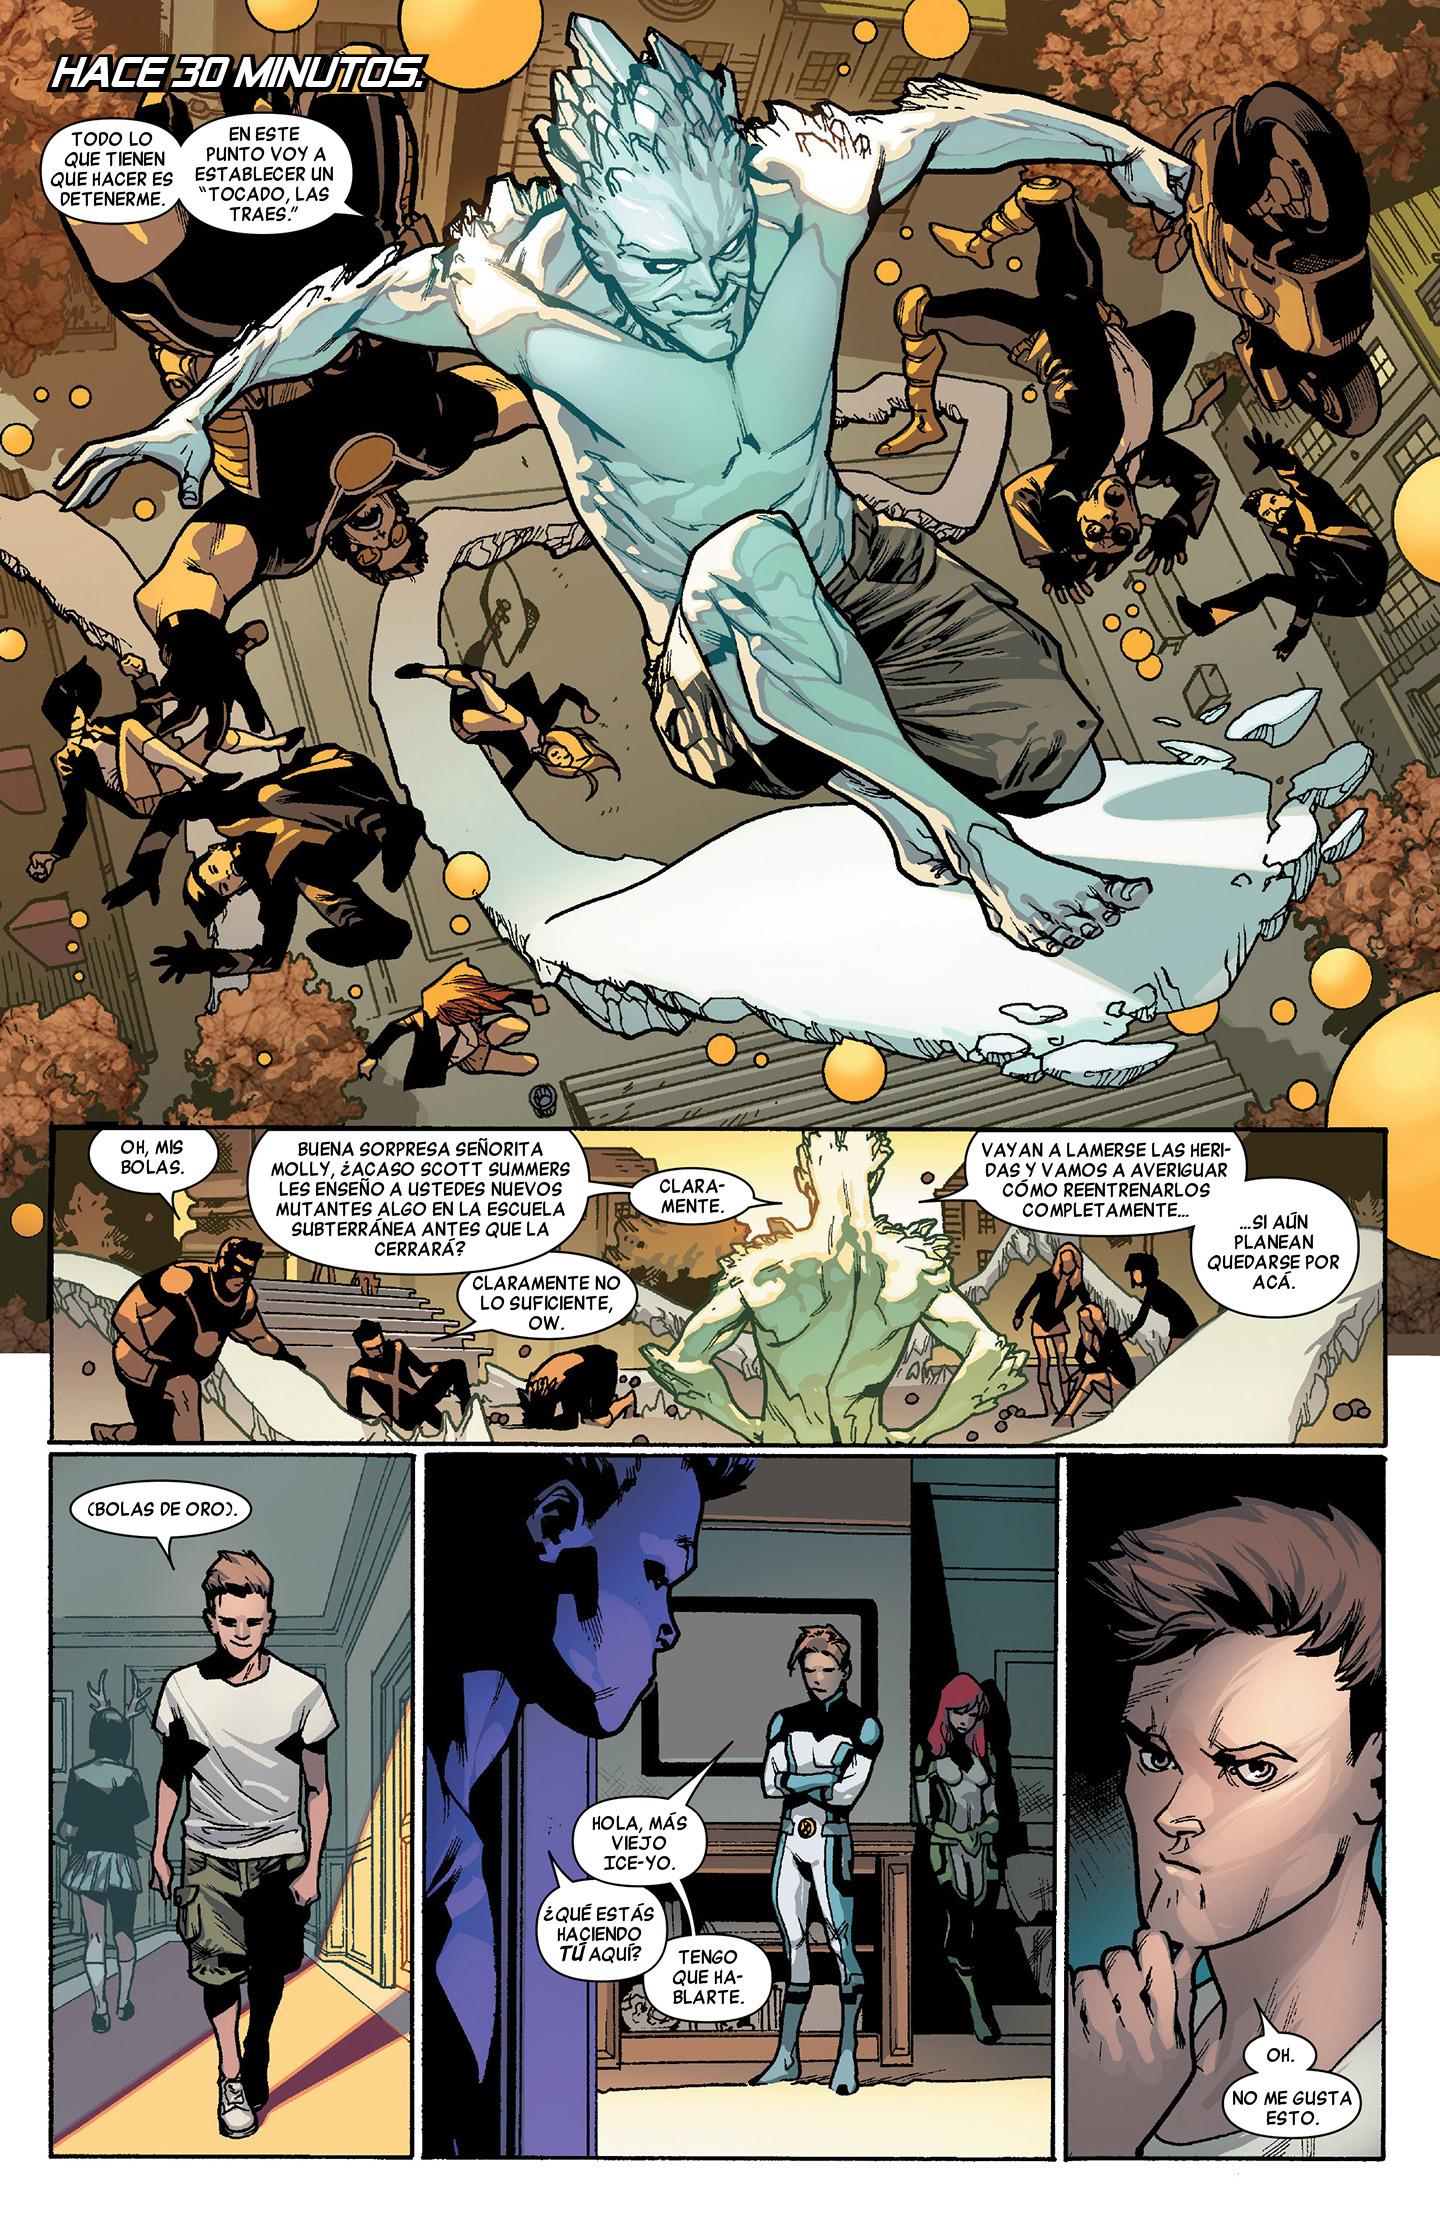 HACE 30 MINUTOS.
TODO LO
QUE TIENEN
QUE HACER ES
DETENERME.
EN ESTE
PUNTO VOY A
ESTABLECER UN
“TOCADO, LAS
TRAES.”
OH, MIS
BOLAS.
BUENA SORPRESA SEÑORITA
MOLLY, ¿ACASO SCOTT SUMMERS
LES ENSEÑO A USTEDES NUEVOS
MUTANTES ALGO EN LA ESCUELA
SUBTERRÁNEA ANTES QUE LA
CERRARÁ?
CLARAMENTE NO
LO SUFICIENTE,
OW.
CLARA-
MENTE.
VAYAN A LAMERSE LAS HERI-
DAS Y VAMOS A AVERIGUAR
CÓMO REENTRENARLOS
COMPLETAMENTE...
...SI AÚN
PLANEAN
QUEDARSE POR
ACÁ.
(BOLAS DE ORO).
HOLA, MÁS
VIEJO
ICE-YO.
¿QUÉ ESTÁS
HACIENDO
TÚ AQUÍ?
TENGO
QUE HA-
BLARTE.
OH.
NO ME GUSTA
ESTO.